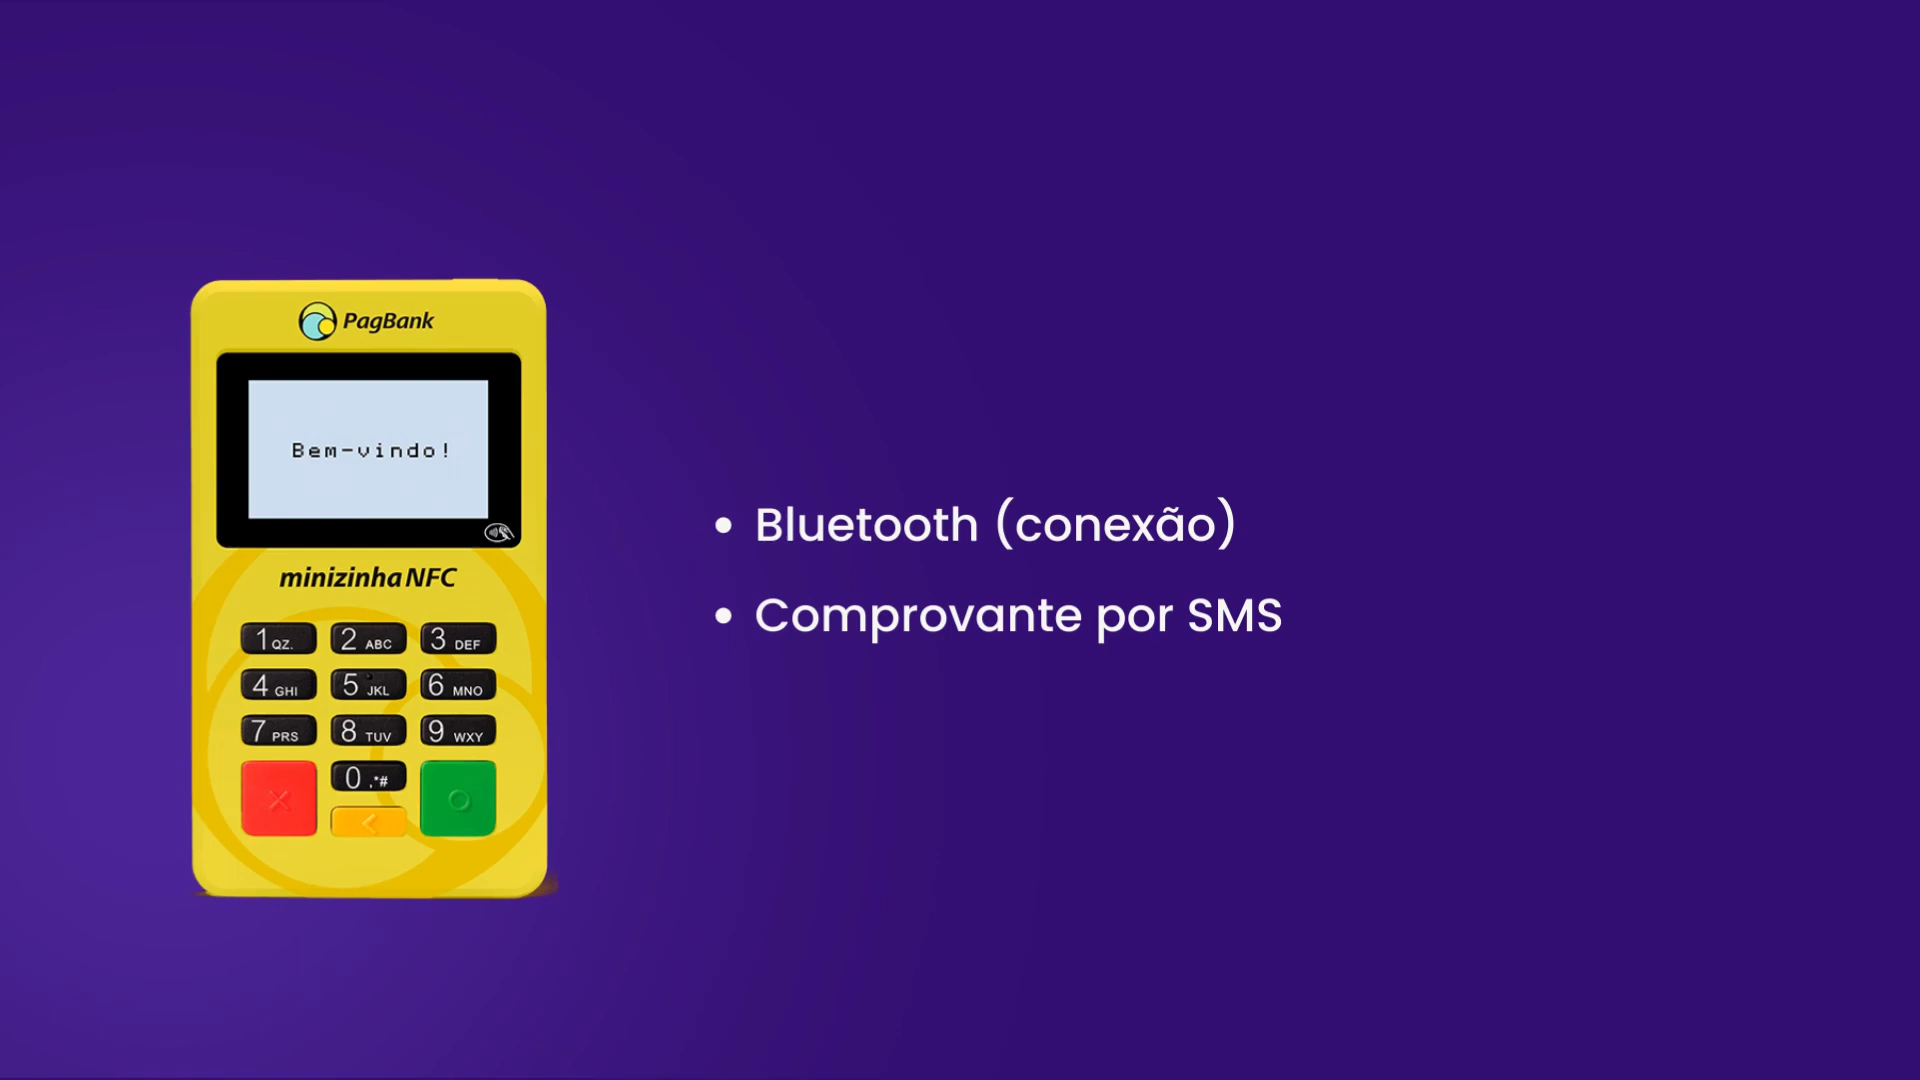 PagBank
Bem-vindo!
minizinha NFC
1 QZ. 2 ABC 3 DEF
4 GHI 5 JKL 6 MNO
7 PRS 8 TUV 9 WXY
0 ,*#
• Bluetooth (conexão)
• Comprovante por SMS